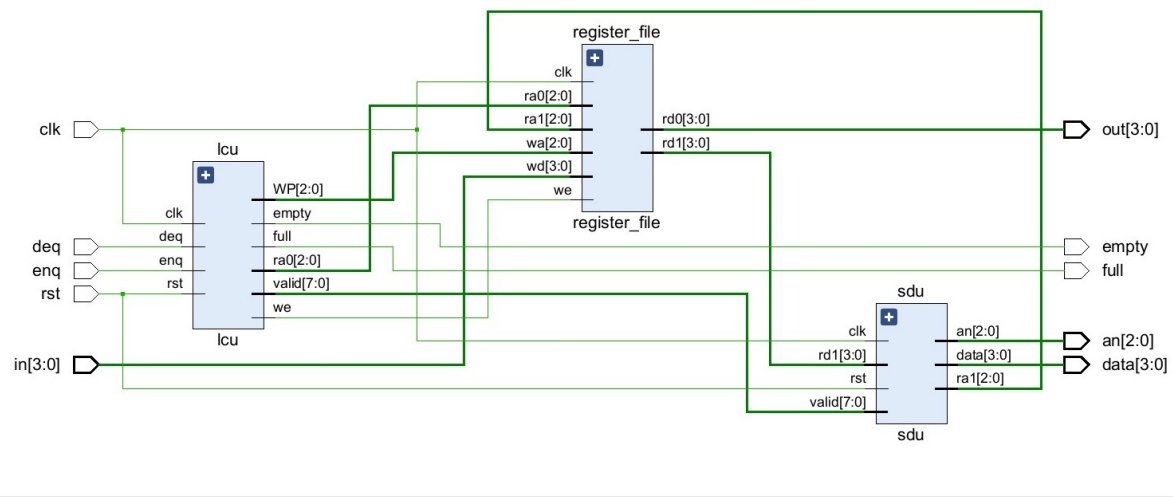 register_file
clk
ra0[2:0]
ra1[2:0]
wa[2:0]
wd[3:0]
we
rd0[3:0]
rd1[3:0]
register_file
clk
deq
enq
rst
in[3:0]
lcu
clk
deq
enq
rst
WP[2:0]
empty
full
ra0[2:0]
valid[7:0]
we
lcu
sdu
clk
rd1[3:0]
rst
valid[7:0]
an[2:0]
data[3:0]
ra1[2:0]
sdu
out[3:0]
empty
full
an[2:0]
data[3:0]